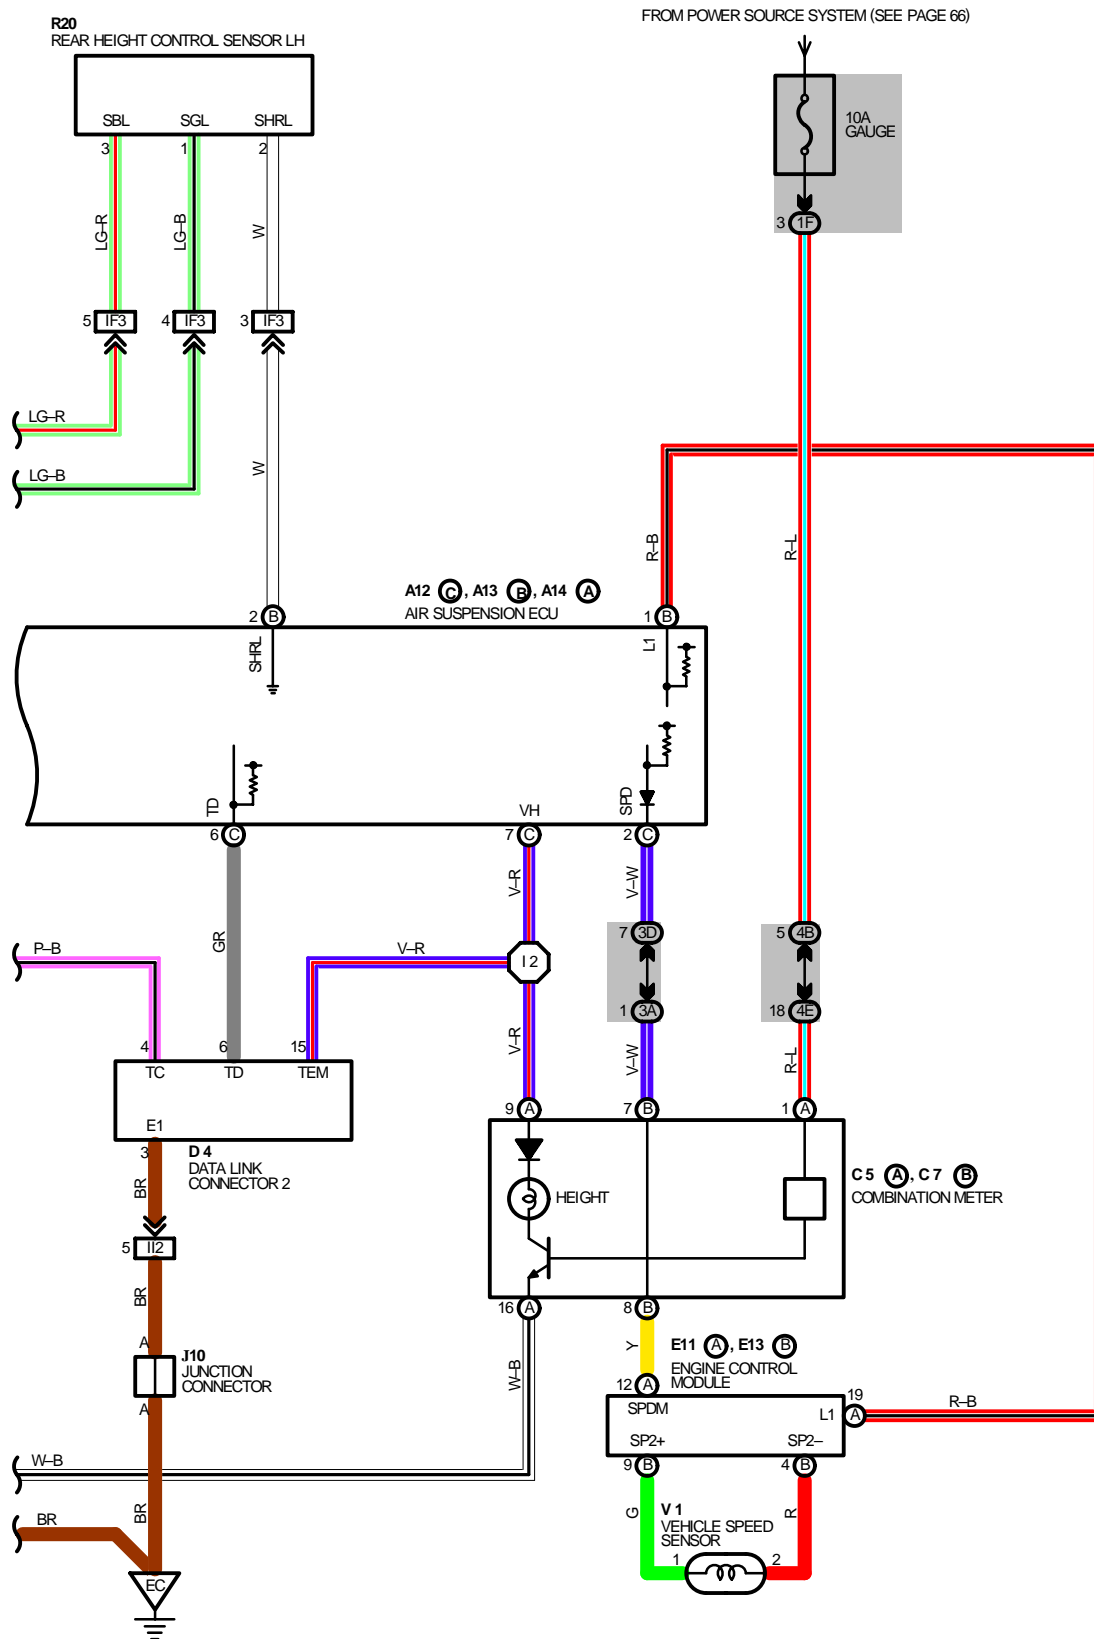 R20
REAR HEIGHT CONTROL SENSOR LH
FROM POWER SOURCE SYSTEM (SEE PAGE 66)
SBL SGL SHRL
3 1 2
10A
GAUGE
LG–R
LG–B
W
3 1F
5 IF3
4 IF3
3 IF3
LG–R
LG–B
W
R–B
R–L
A12 C , A13 B , A14 A
AIR SUSPENSION ECU
2 B
1 B
SHRL
L1
TD
VH
SPD
6 C
7 C
2 C
V–R
V–W
GR
P–B
V–R
I 2
7 3D
5 4B
1 3A
18 4E
V–R
V–W
R–L
4 6 15
TC TD TEM
E1
3
D 4
DATA LINK
CONNECTOR 2
9 A
7 B
1 A
HEIGHT
C 5 A , C 7 B
COMBINATION METER
BR
5 II2
BR
16 A
8 B
A
J10
JUNCTION
CONNECTOR
A
W–B
Y
E11 A , E13 B
ENGINE CONTROL
MODULE
12 A
SPDM
19
L1 A
R–B
SP2+ SP2–
9 B
4 B
W–B
BR
BR
G
R
V 1
VEHICLE SPEED
SENSOR
1 2
EC